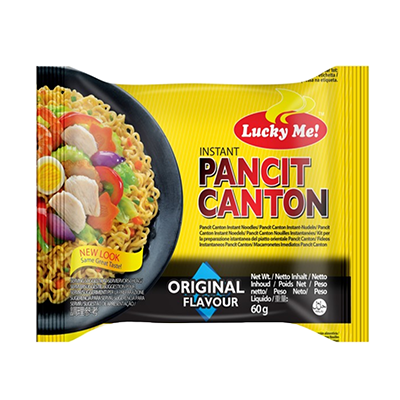 Lucky Me!
INSTANT
PANCIT
CANTON
Pancit Canton Instant Noodles/ Pancit Canton Instant-Nudeln/ Pancit
Canton Instant Noedels/ Pancit Canton Nouilles Instantanées/ Kit per
la preparazione istantanea del piatto orientale Pancit Canton/ Fideos
Instantaneos Pancit Canton/ Macarronetes Imediatos Pancit Canton
NEW LOOK
Same Great Taste!
ORIGINAL
FLAVOUR
Net Wt. / Netto Inhalt / Netto
Inhoud / Poids Net / Peso
netto/ Peso Neto/ Peso
Líquido/重量:
60g